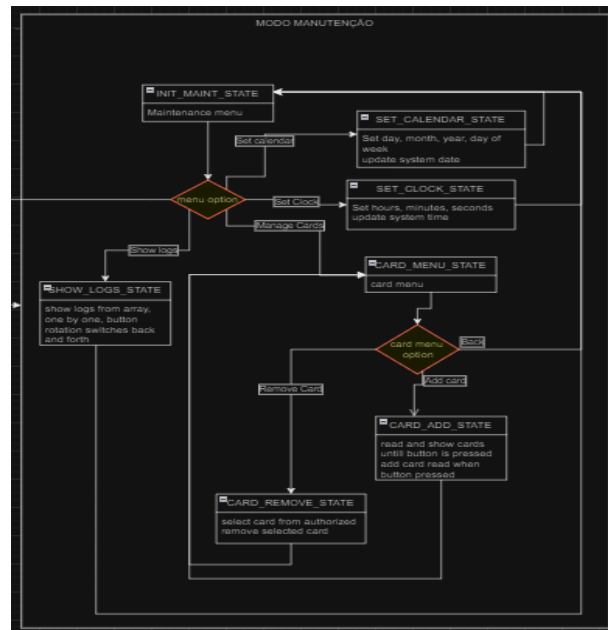 MODO MANUTENÇÃO
INIT_MAINT_STATE
Maintenance menu
SET_CALENDAR_STATE
Set day, month, year, day of
week
update system date
Set calendar
menu option
Set Clock
SET_CLOCK_STATE
Set hours, minutes, seconds
update system time
Manage Cards
Show logs
SHOW_LOGS_STATE
show logs from array,
one by one, button
rotation switches back
and forth
CARD_MENU_STATE
card menu
card menu
option
Back
Add card
Remove Card
CARD_ADD_STATE
read and show cards
untill button is pressed
add card read when
button pressed
CARD_REMOVE_STATE
select card from authorized
remove selected card